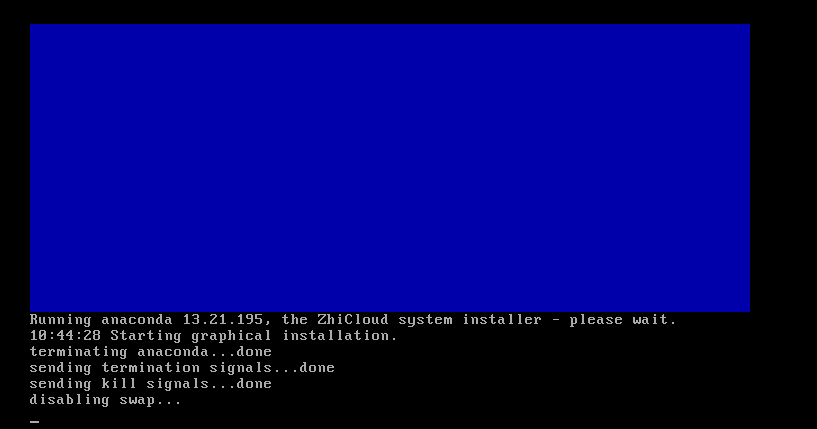 Running anaconda 13.21.195, the ZhiCloud system installer - please wait.
10:44:28 Starting graphical installation.
terminating anaconda...done
sending termination signals...done
sending kill signals...done
disabling swap...